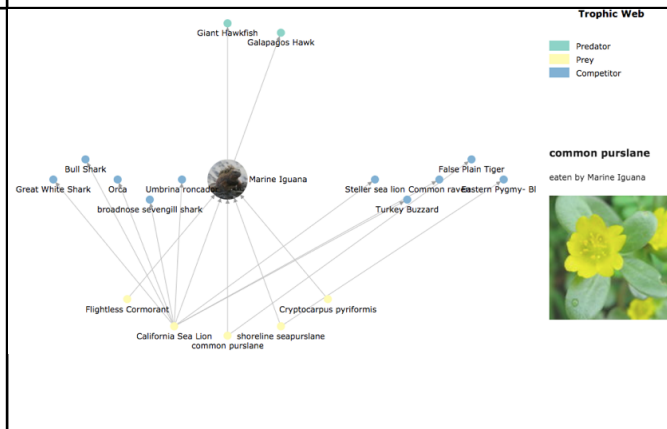 Trophic Web
Giant Hawkfish
Galapagos Hawk
Predator
Prey
Competitor
Bull Shark
False Plain Tiger
common purslane
Great White Shark
Orca
Umbrina roncador
Marine Iguana
Steller sea lion
Common raven
Eastern Pygmy- Bl
eaten by Marine Iguana
broadnose sevengill shark
Turkey Buzzard
Flightless Cormorant
Cryptocarpus pyriformis
California Sea Lion
shoreline seapurslane
common purslane